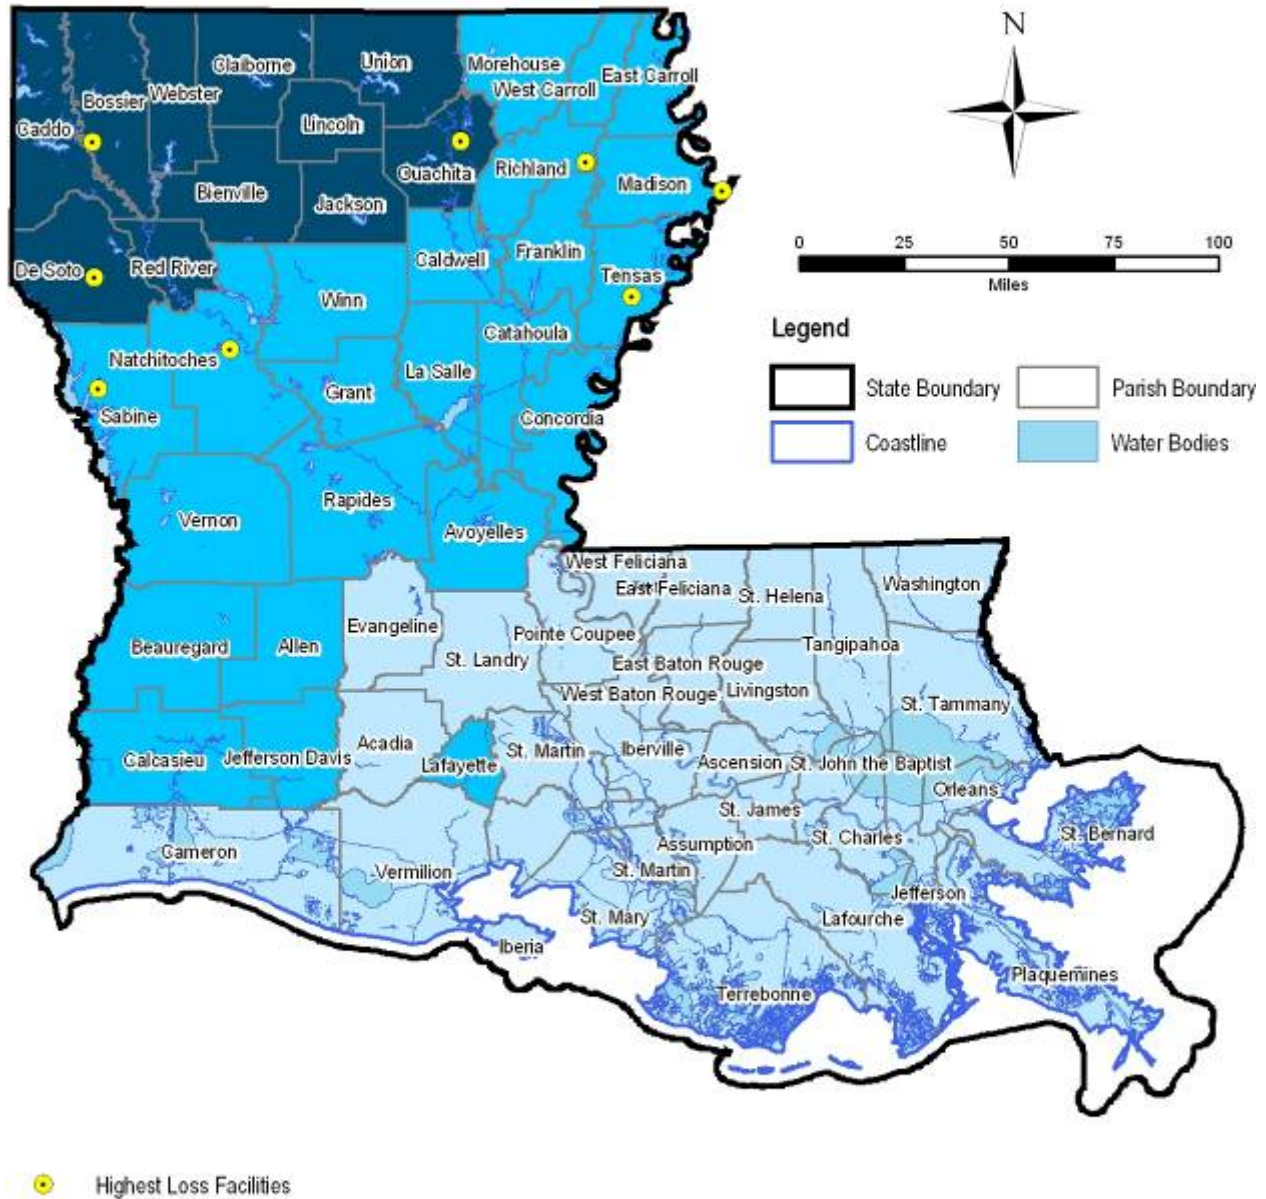 N
Claiborne
Union
Morehouse
East Carroll
Bossier
Webster
West Carroll
Caddo
Lincoln
Ouachita
Richland
Madison
Bienville
Jackson
0 25 50 75 100
Miles
De Soto
Red River
Caldwell
Franklin
Tensas
Winn
Legend
Natchitoches
Catahoula
La Salle
Grant
State Boundary
Parish Boundary
Sabine
Concordia
Coastline
Water Bodies
Vernon
Rapides
Avoyelles
West Feliciana
East Feliciana
St. Helena
Washington
Evangeline
Pointe Coupee
Beauregard
Allen
St. Landry
Tangipahoa
East Baton Rouge
West Baton Rouge
Livingston
St. Tammany
Calcasieu
Jefferson Davis
Acadia
Lafayette
St. Martin
Iberville
Ascension
St. John the Baptist
Orleans
St. James
St. Bernard
Cameron
Assumption
St. Charles
Vermilion
St. Martin
Jefferson
St. Mary
Lafourche
Iberia
Plaquemines
Terrebonne
Highest Loss Facilities